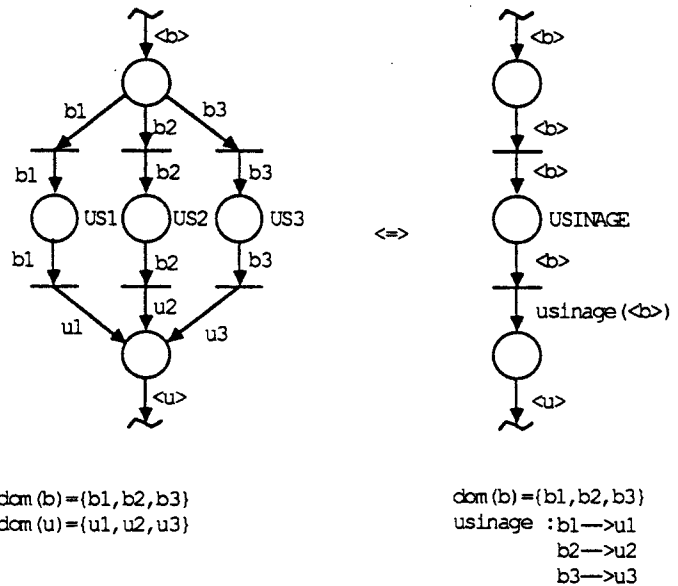 <b> <b>
b1 b2 b3 <b>
b1 b2 b3 <b>
US1 US2 US3 <=> USINAGE
b1 b2 b3 <b>
u1 u2 u3 usinage(<b>)
<u> <u>
dom(b)={b1,b2,b3} dom(b)={b1,b2,b3}
dom(u)={u1,u2,u3} usinage :b1—>u1
b2—>u2
b3—>u3